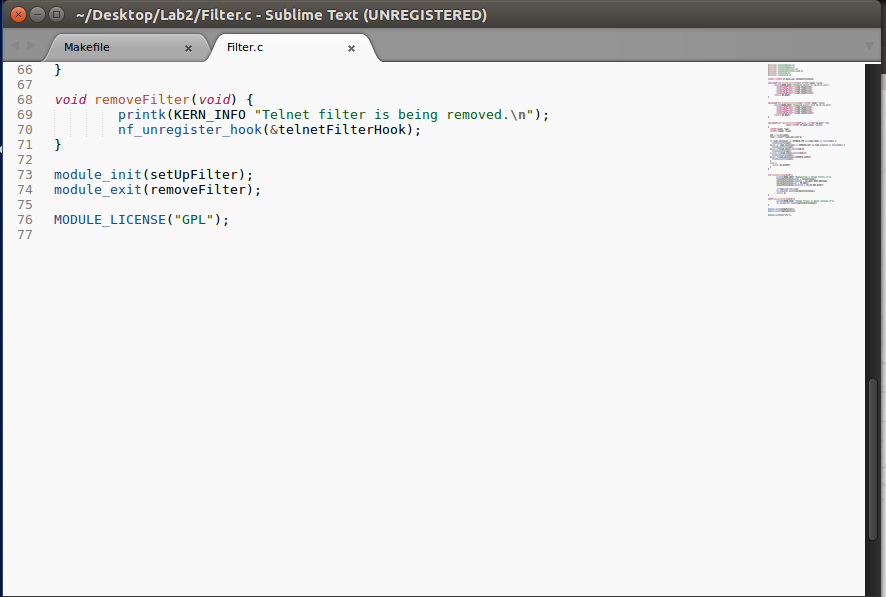 ~/Desktop/Lab2/Filter.c - Sublime Text (UNREGISTERED)
Makefile × Filter.c ×
66 }
67
68 void removeFilter(void) {
69 printk(KERN_INFO "Telnet filter is being removed.\n");
70 nf_unregister_hook(&telnetFilterHook);
71 }
72
73 module_init(setUpFilter);
74 module_exit(removeFilter);
75
76 MODULE_LICENSE("GPL");
77